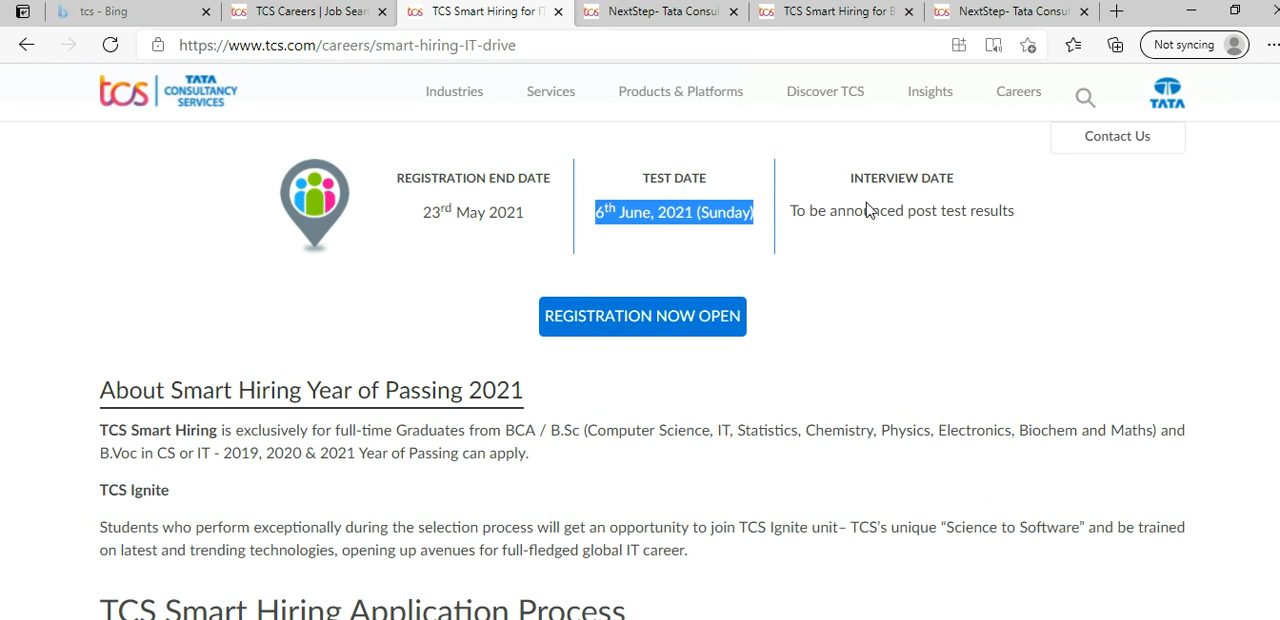 tcs - Bing
TCS Careers | Job Sear
TCS Smart Hiring for IT
NextStep- Tata Consul
TCS Smart Hiring for B
NextStep- Tata Consul
https://www.tcs.com/careers/smart-hiring-IT-drive
Not syncing
tcs
TATA
CONSULTANCY
SERVICES
Industries
Services
Products & Platforms
Discover TCS
Insights
Careers
TATA
Contact Us
REGISTRATION END DATE
23rd May 2021
TEST DATE
6th June, 2021 (Sunday)
INTERVIEW DATE
To be announced post test results
REGISTRATION NOW OPEN
About Smart Hiring Year of Passing 2021
TCS Smart Hiring is exclusively for full-time Graduates from BCA / B.Sc (Computer Science, IT, Statistics, Chemistry, Physics, Electronics, Biochem and Maths) and
B.Voc in CS or IT - 2019, 2020 & 2021 Year of Passing can apply.
TCS Ignite
Students who perform exceptionally during the selection process will get an opportunity to join TCS Ignite unit– TCS's unique “Science to Software” and be trained
on latest and trending technologies, opening up avenues for full-fledged global IT career.
TCS Smart Hiring Application Process